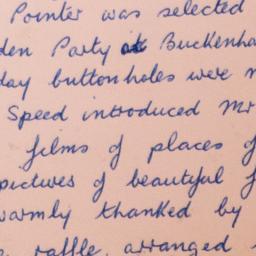 Pointer was selected
den Party at Buckenha
day buttonholes were
Speed introduced Mr
films of places of
pictures of beautiful
warmly thanked by
raffle, arranged